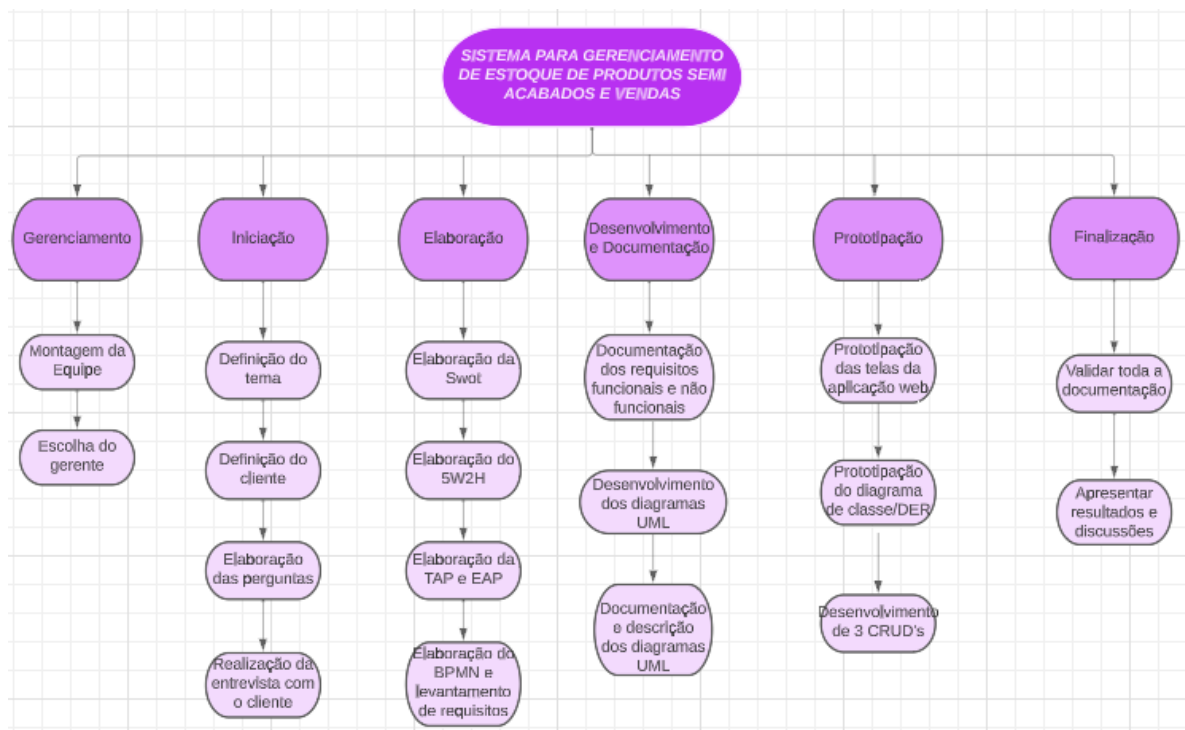 SISTEMA PARA GERENCIAMENTO
DE ESTOQUE DE PRODUTOS SEMI
ACABADOS E VENDAS
Gerenciamento
Montagem da
Equipe
Escolha do
gerente
Iniciação
Definição do
tema
Definição do
cliente
Elaboração
das perguntas
Realização da
entrevista com
o cliente
Elaboração
Elaboração da
Swot
Elaboração do
5W2H
Elaboração da
TAP e EAP
Elaboração do
BPMN e
levantamento
de requisitos
Desenvolvimento
e Documentação
Documentação
dos requisitos
funcionais e não
funcionais
Desenvolvimento
dos diagramas
UML
Documentação
e descrição
dos diagramas
UML
Prototipação
Prototipação
das telas da
aplicação web
Prototipação
do diagrama
de classe/DER
Desenvolvimento
de 3 CRUD's
Finalização
Validar toda a
documentação
Apresentar
resultados e
discussões